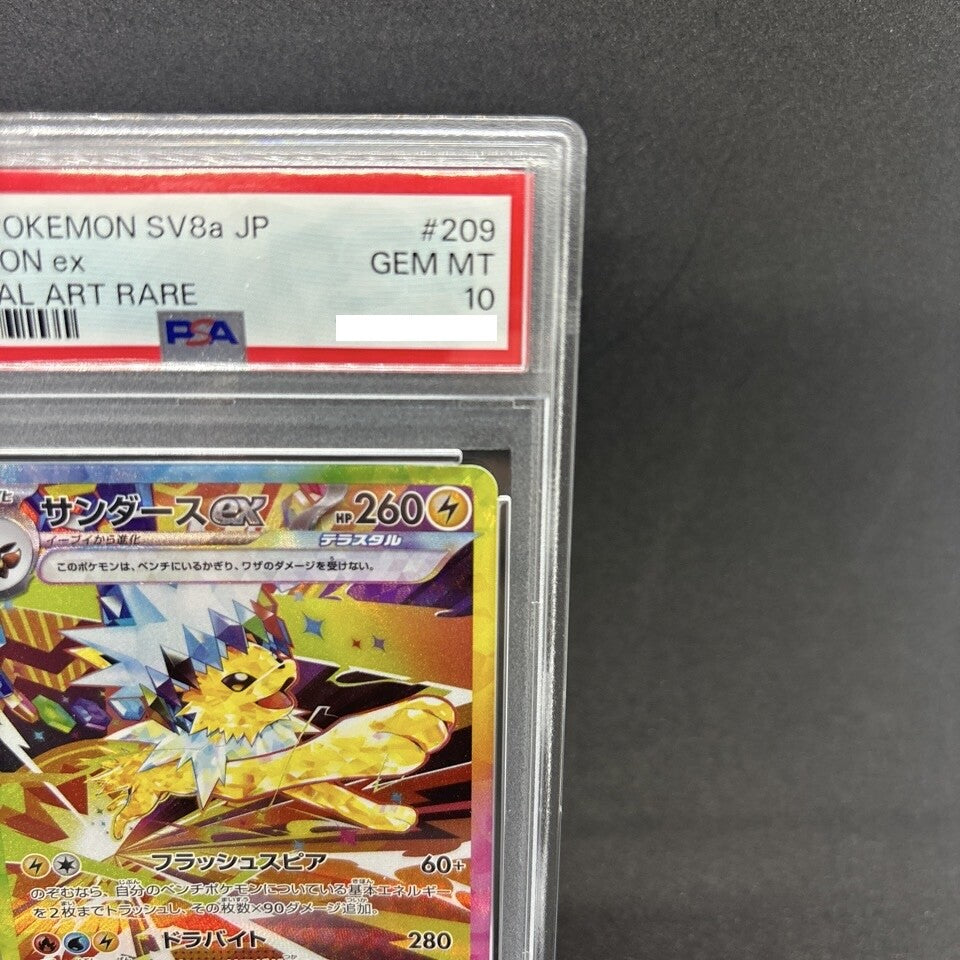 POKEMON SV8a JP #209
ON ex GEM MT
AL ART RARE 10
PSA
サンダースex HP260
イーブイから進化 テラスタル
このポケモンは、ベンチにいるかぎり、ワザのダメージを受けない。
フラッシュスピア 60+
のぞむなら、自分のベンチポケモンについている基本エネルギー
を2枚までトラッシュし、その枚数×90ダメージ追加。
ドラバイト 280